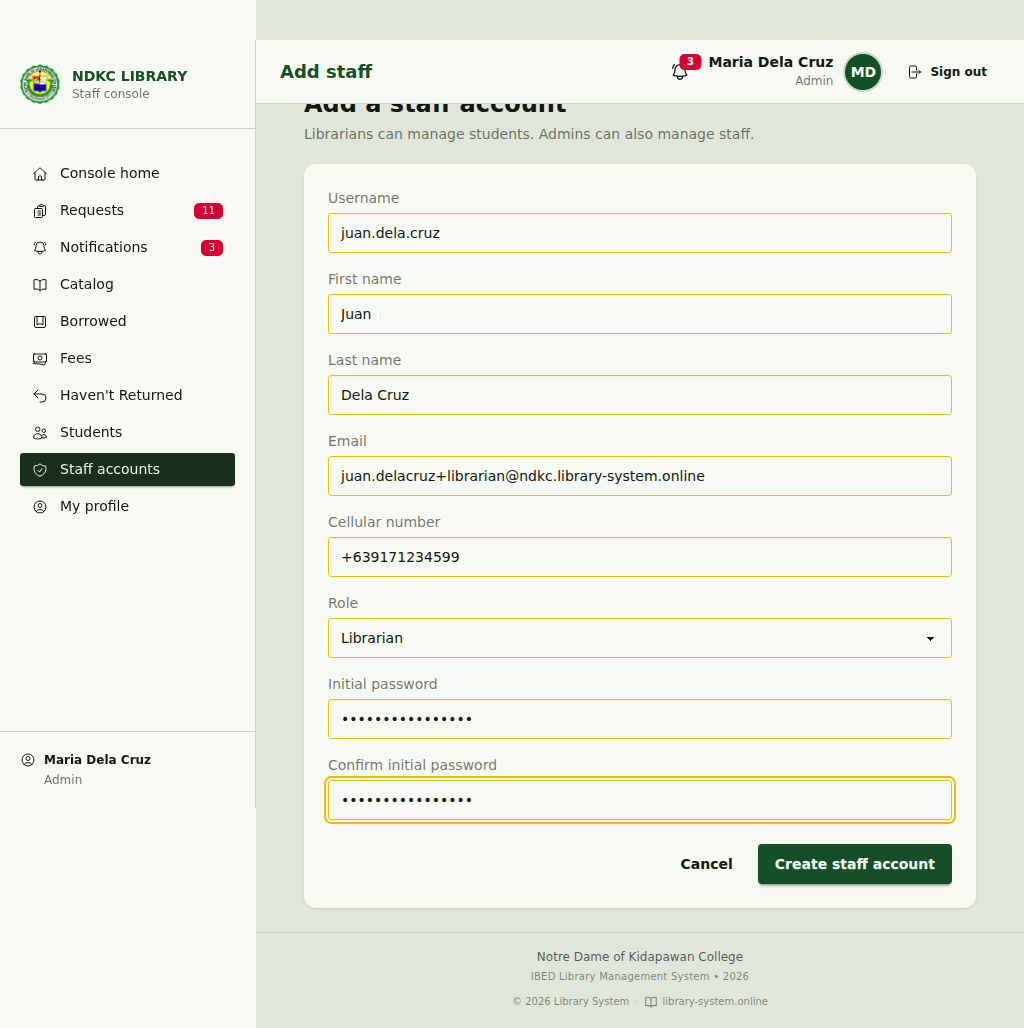 NDKC LIBRARY
Staff console
Console home
Requests 11
Notifications 3
Catalog
Borrowed
Fees
Haven't Returned
Students
Staff accounts
My profile
Maria Dela Cruz
Admin
Add staff
3
Maria Dela Cruz
Admin
MD
Sign out
Add a staff account
Librarians can manage students. Admins can also manage staff.
Username
juan.dela.cruz
First name
Juan
Last name
Dela Cruz
Email
juan.delacruz+librarian@ndkc.library-system.online
Cellular number
+639171234599
Role
Librarian
Initial password
••••••••••••••••
Confirm initial password
••••••••••••••••
Cancel
Create staff account
Notre Dame of Kidapawan College
IBED Library Management System • 2026
© 2026 Library System · library-system.online